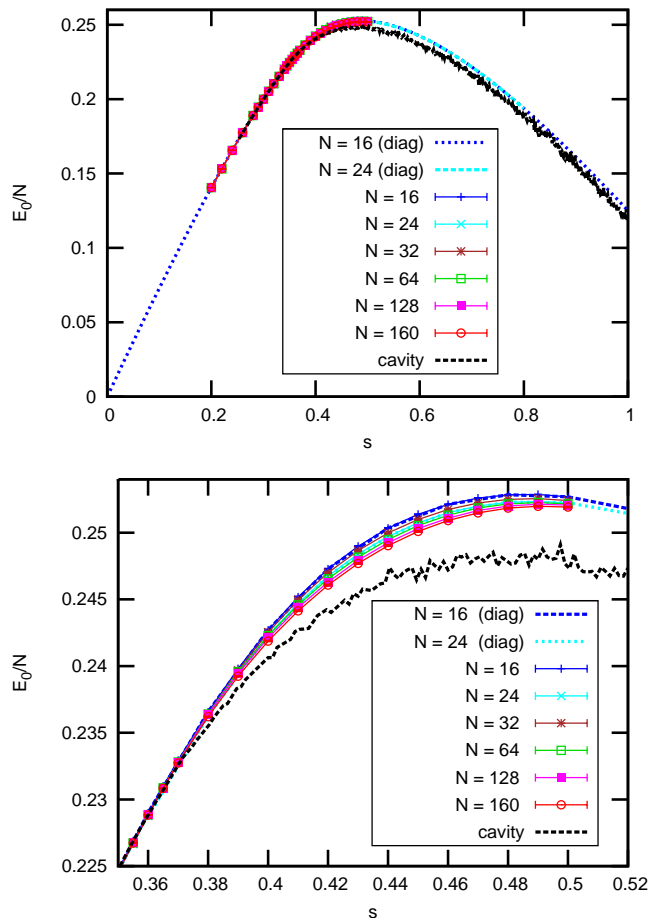 0.25
0.2
0.15
0.1
0.05
0
E0/N
N = 16 (diag)
N = 24 (diag)
N = 16
N = 24
N = 32
N = 64
N = 128
N = 160
cavity
0 0.2 0.4 0.6 0.8 1
s
0.25
0.245
0.24
0.235
0.23
0.225
E0/N
N = 16 (diag)
N = 24 (diag)
N = 16
N = 24
N = 32
N = 64
N = 128
N = 160
cavity
0.36 0.38 0.4 0.42 0.44 0.46 0.48 0.5 0.52
s